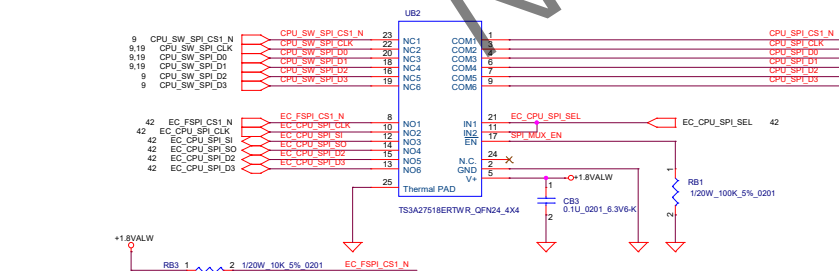 UB2
9 CPU_SW_SPI_CS1_N CPU_SW_SPI_CS1_N 23 NC1 COM1 1 CPU_SPI_CS1_N
9,19 CPU_SW_SPI_CLK CPU_SW_SPI_CLK 22 NC2 COM2 3 CPU_SPI_CLK CPU_SPI_CLK
9,19 CPU_SW_SPI_D0 CPU_SW_SPI_D0 20 NC3 COM3 CPU_SPI_D0
9,19 CPU_SW_SPI_D1 CPU_SW_SPI_D1 18 NC4 COM4 6 CPU_SPI_D1
9 CPU_SW_SPI_D2 CPU_SW_SPI_D2 16 NC5 COM5 7 CPU_SPI_D2
9 CPU_SW_SPI_D3 CPU_SW_SPI_D3 19 NC6 COM6 9 CPU_SPI_D3
42 EC_FSPI_CS1_N EC_FSPI_CS1_N 8 NO1 IN1 21 EC_CPU_SPI_SEL EC_CPU_SPI_SEL 42
42 EC_CPU_SPI_CLK EC_CPU_SPI_CLK 10 NO2 IN2 11
42 EC_CPU_SPI_SI EC_CPU_SPI_SI 12 NO3 EN 17 SPI_MUX_EN
42 EC_CPU_SPI_SO EC_CPU_SPI_SO 14 NO4
42 EC_CPU_SPI_D2 EC_CPU_SPI_D2 15 NO5 N.C. 24
42 EC_CPU_SPI_D3 EC_CPU_SPI_D3 13 NO6 GND 2
V+ 5 +1.8VALW
25 Thermal PAD
TS3A27518ERTWR_QFN24_4X4
1 CB3
0.1U_0201_6.3V6-K
2
1 RB1
1/20W_100K_5%_0201
2
+1.8VALW
RB3 1 2 1/20W_10K_5%_0201 EC_FSPI_CS1_N